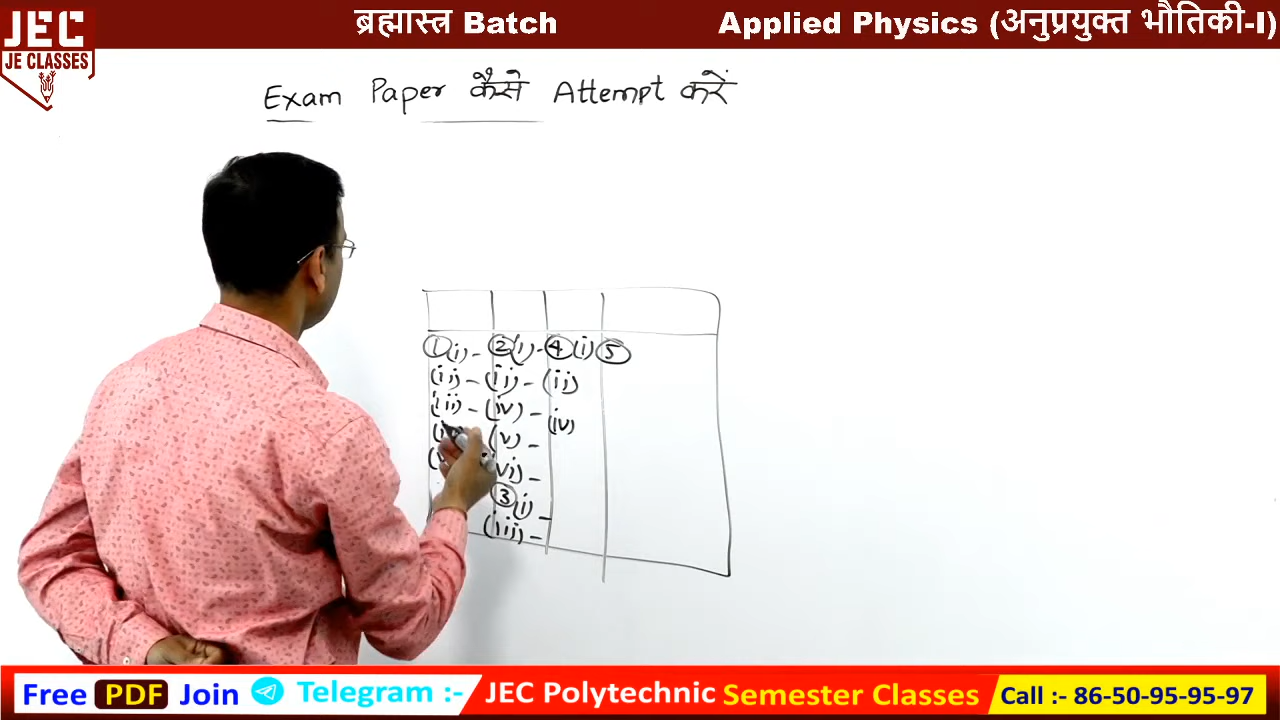 JEC
JE CLASSES
ब्रह्मास्त्र Batch
Applied Physics (अनुप्रयुक्त भौतिकी-I)
Exam Paper कैसे Attempt करें
① (i) - ② (i) - ④ (i) ⑤
(ii) - (ii) - (ii)
(iii) - (iv) - (iv)
(v) -
(vi) -
③ (i) -
(iii) -
Free PDF Join Telegram :- JEC Polytechnic Semester Classes Call :- 86-50-95-95-97